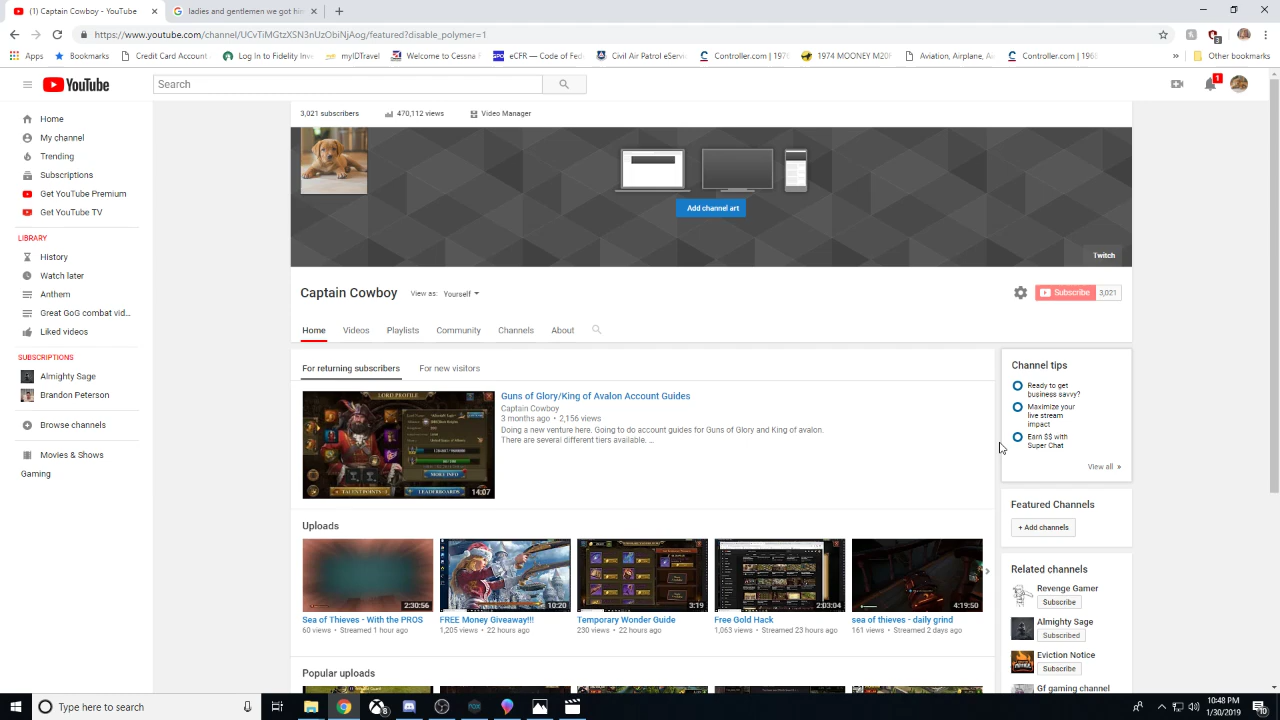 (1) Captain Cowboy - YouTube
ladies and gentlemen we got hi
https://www.youtube.com/channel/UCvTiMGtzXSN3nUzObiNjAog/featured?disable_polymer=1
Apps
Bookmarks
Credit Card Account
Log In to Fidelity Inv
myIDTravel
Welcome to Cessna
eCFR — Code of Fed
Civil Air Patrol eServi
Controller.com | 197
1974 MOONEY M20F
Aviation, Airplane, A
Controller.com | 196
Other bookmarks
YouTube
Search
1
3,021 subscribers
470,112 views
Video Manager
Home
My channel
Trending
Subscriptions
Get YouTube Premium
Get YouTube TV
LIBRARY
History
Watch later
Anthem
Great GoG combat vid...
Liked videos
SUBSCRIPTIONS
Almighty Sage
Brandon Peterson
Browse channels
Movies & Shows
Gaming
Add channel art
Twitch
Captain Cowboy
View as: Yourself
Subscribe 3,021
Home Videos Playlists Community Channels About
For returning subscribers For new visitors
LORD PROFILE
MORE INFO
LEADERBOARDS
14:07
Guns of Glory/King of Avalon Account Guides
Captain Cowboy
3 months ago • 2,156 views
Doing a new venture here. Going to do account guides for Guns of Glory and King of avalon.
There are several different tiers available. ...
Uploads
2:30:56
Sea of Thieves - With the PROS
60 views • Streamed 1 hour ago
10:20
FREE Money Giveaway!!!
1,205 views • 22 hours ago
3:19
Temporary Wonder Guide
230 views • 22 hours ago
2:03:04
Free Gold Hack
1,063 views • Streamed 23 hours ago
4:19:50
sea of thieves - daily grind
161 views • Streamed 2 days ago
Popular uploads
Channel tips
Ready to get
business savvy?
Maximize your
live stream
impact
Earn $$ with
Super Chat
View all »
Featured Channels
+ Add channels
Related channels
Revenge Gamer
Subscribe
Almighty Sage
Subscribed
Eviction Notice
Subscribe
Gf gaming channel
Type here to search
10:48 PM
1/30/2019